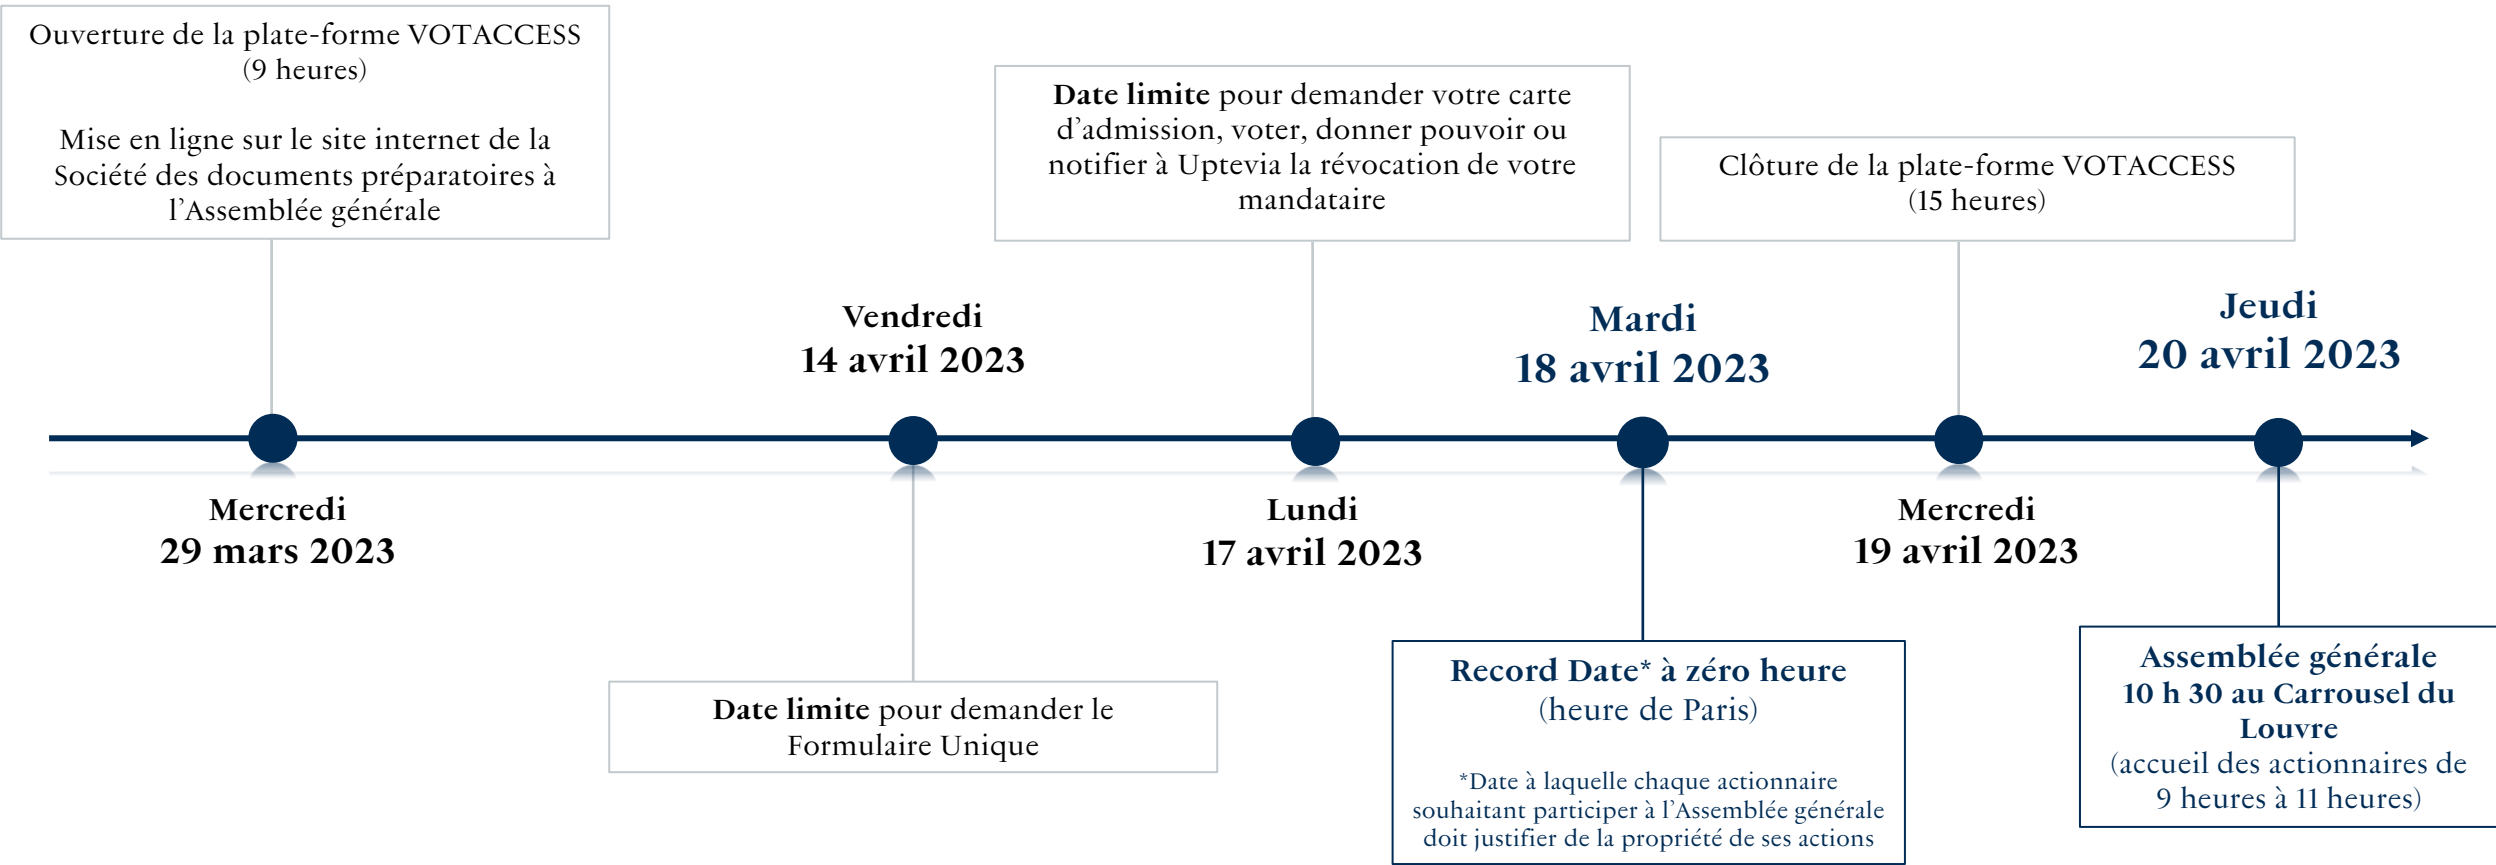 Ouverture de la plate-forme VOTACCESS
(9 heures)
Mise en ligne sur le site internet de la
Société des documents préparatoires à
l’Assemblée générale
Mercredi
29 mars 2023
Vendredi
14 avril 2023
Date limite pour demander le
Formulaire Unique
Date limite pour demander votre carte
d’admission, voter, donner pouvoir ou
notifier à Uptevia la révocation de votre
mandataire
Lundi
17 avril 2023
Mardi
18 avril 2023
Record Date* à zéro heure
(heure de Paris)
*Date à laquelle chaque actionnaire
souhaitant participer à l’Assemblée générale
doit justifier de la propriété de ses actions
Clôture de la plate-forme VOTACCESS
(15 heures)
Mercredi
19 avril 2023
Jeudi
20 avril 2023
Assemblée générale
10 h 30 au Carrousel du
Louvre
(accueil des actionnaires de
9 heures à 11 heures)